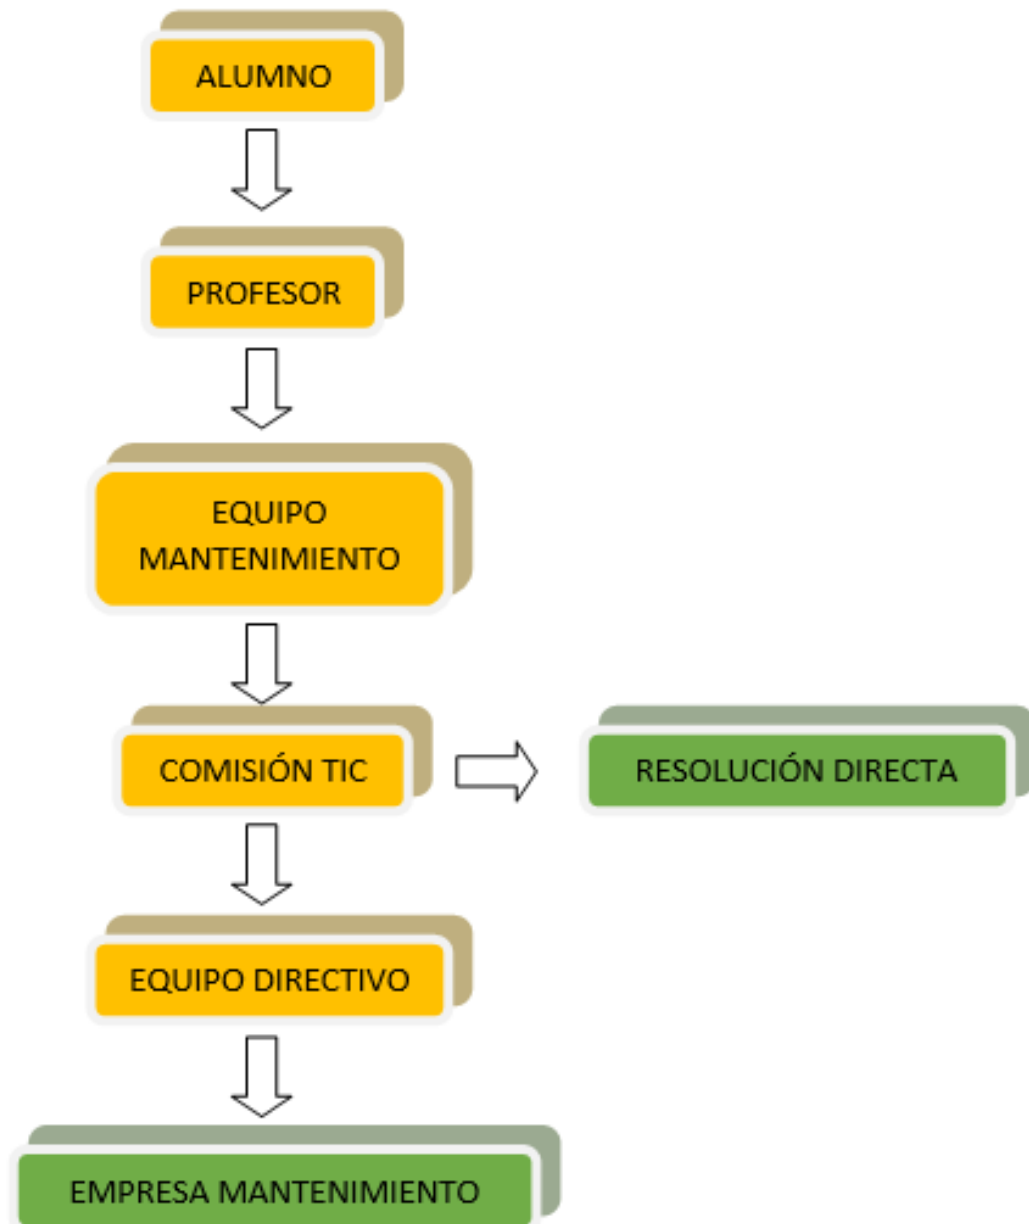 ALUMNO
PROFESOR
EQUIPO
MANTENIMIENTO
COMISIÓN TIC
RESOLUCIÓN DIRECTA
EQUIPO DIRECTIVO
EMPRESA MANTENIMIENTO